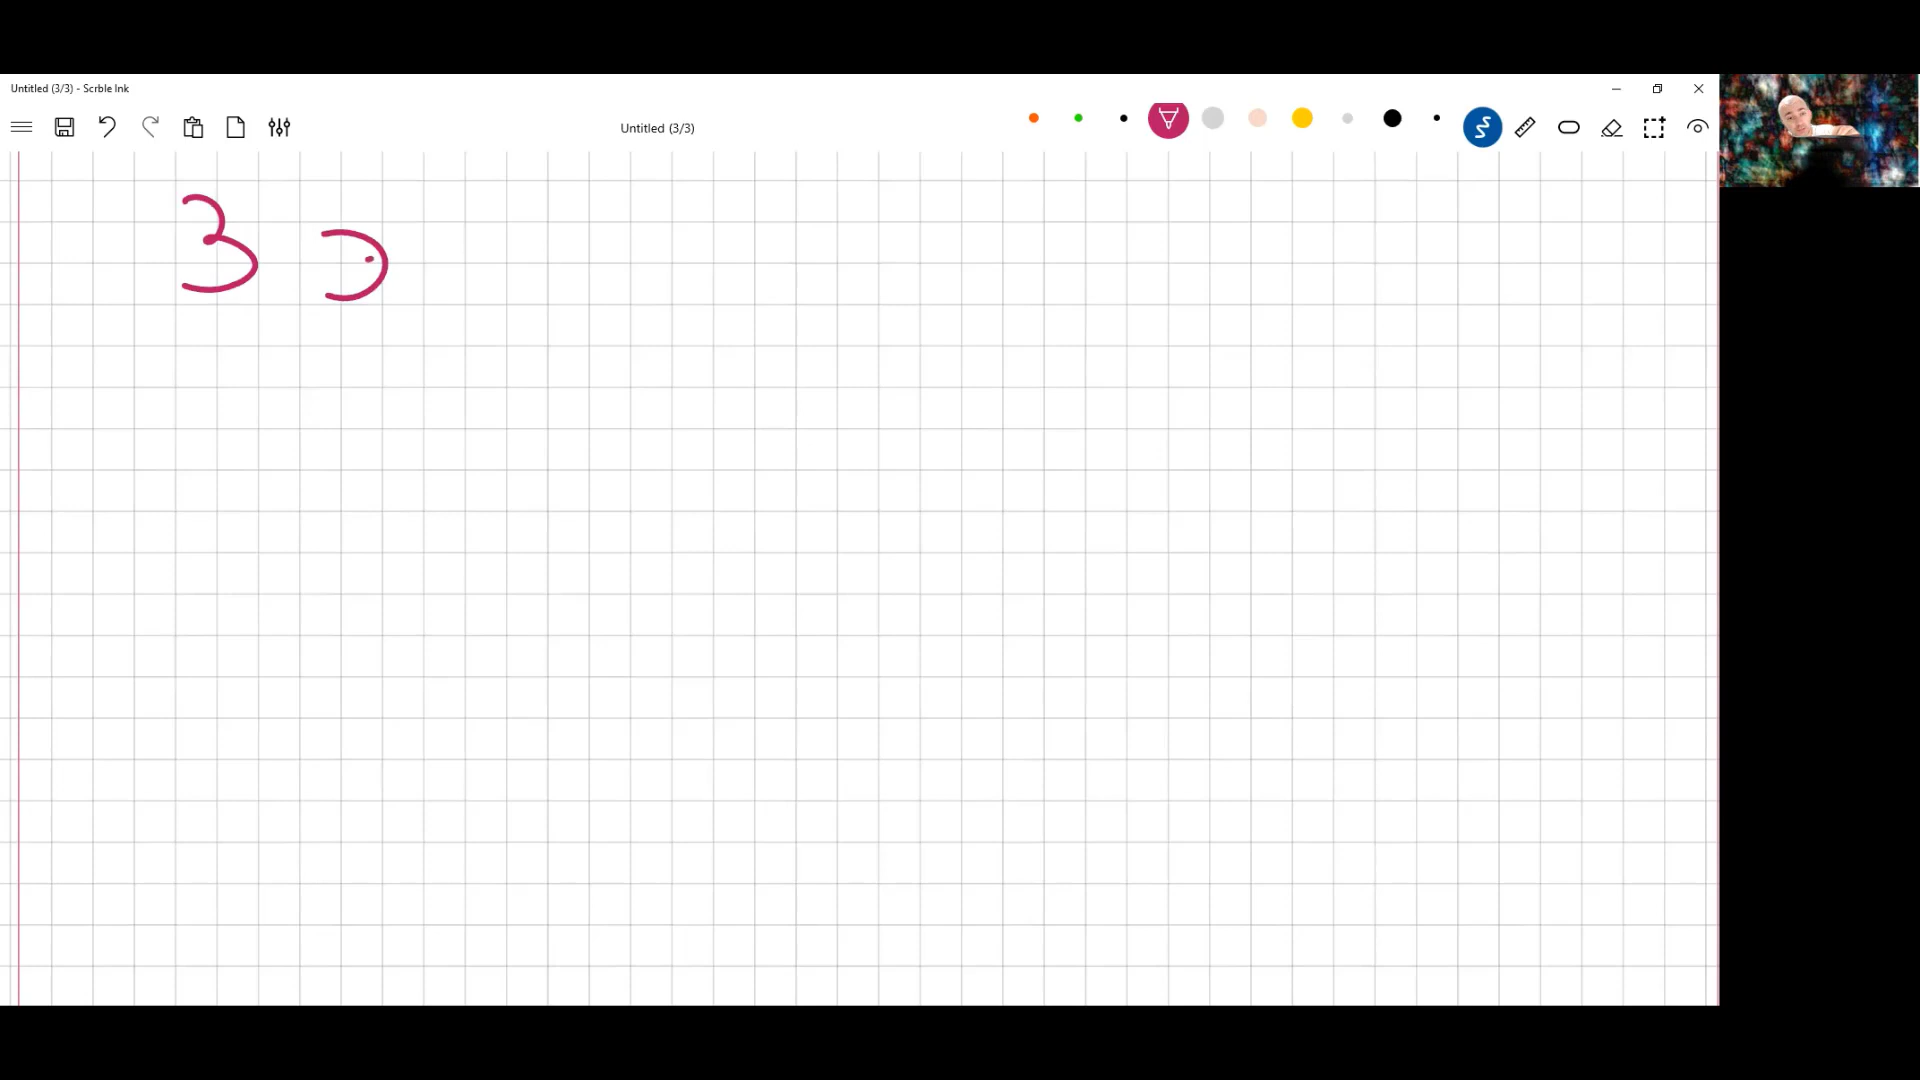 Untitled (3/3) - Scrble Ink
Untitled (3/3)
3